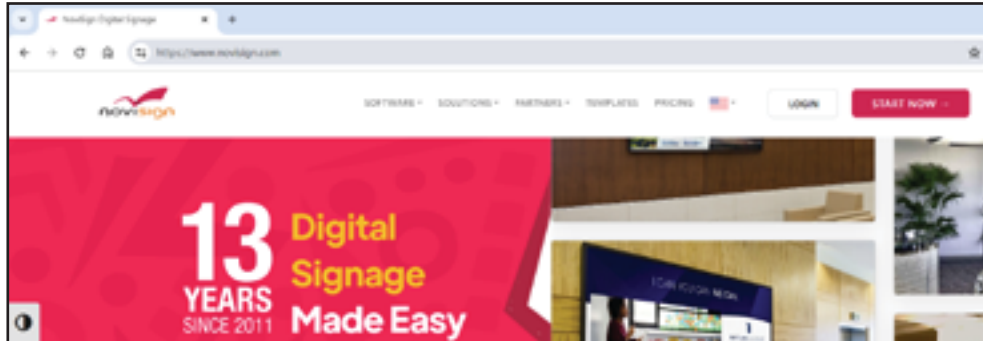 NoviSign Digital Signage
https://www.novisign.com
novisign
SOFTWARE SOLUTIONS PARTNERS TEMPLATES PRICING LOGIN START NOW →
13
YEARS
SINCE 2011
Digital
Signage
Made Easy